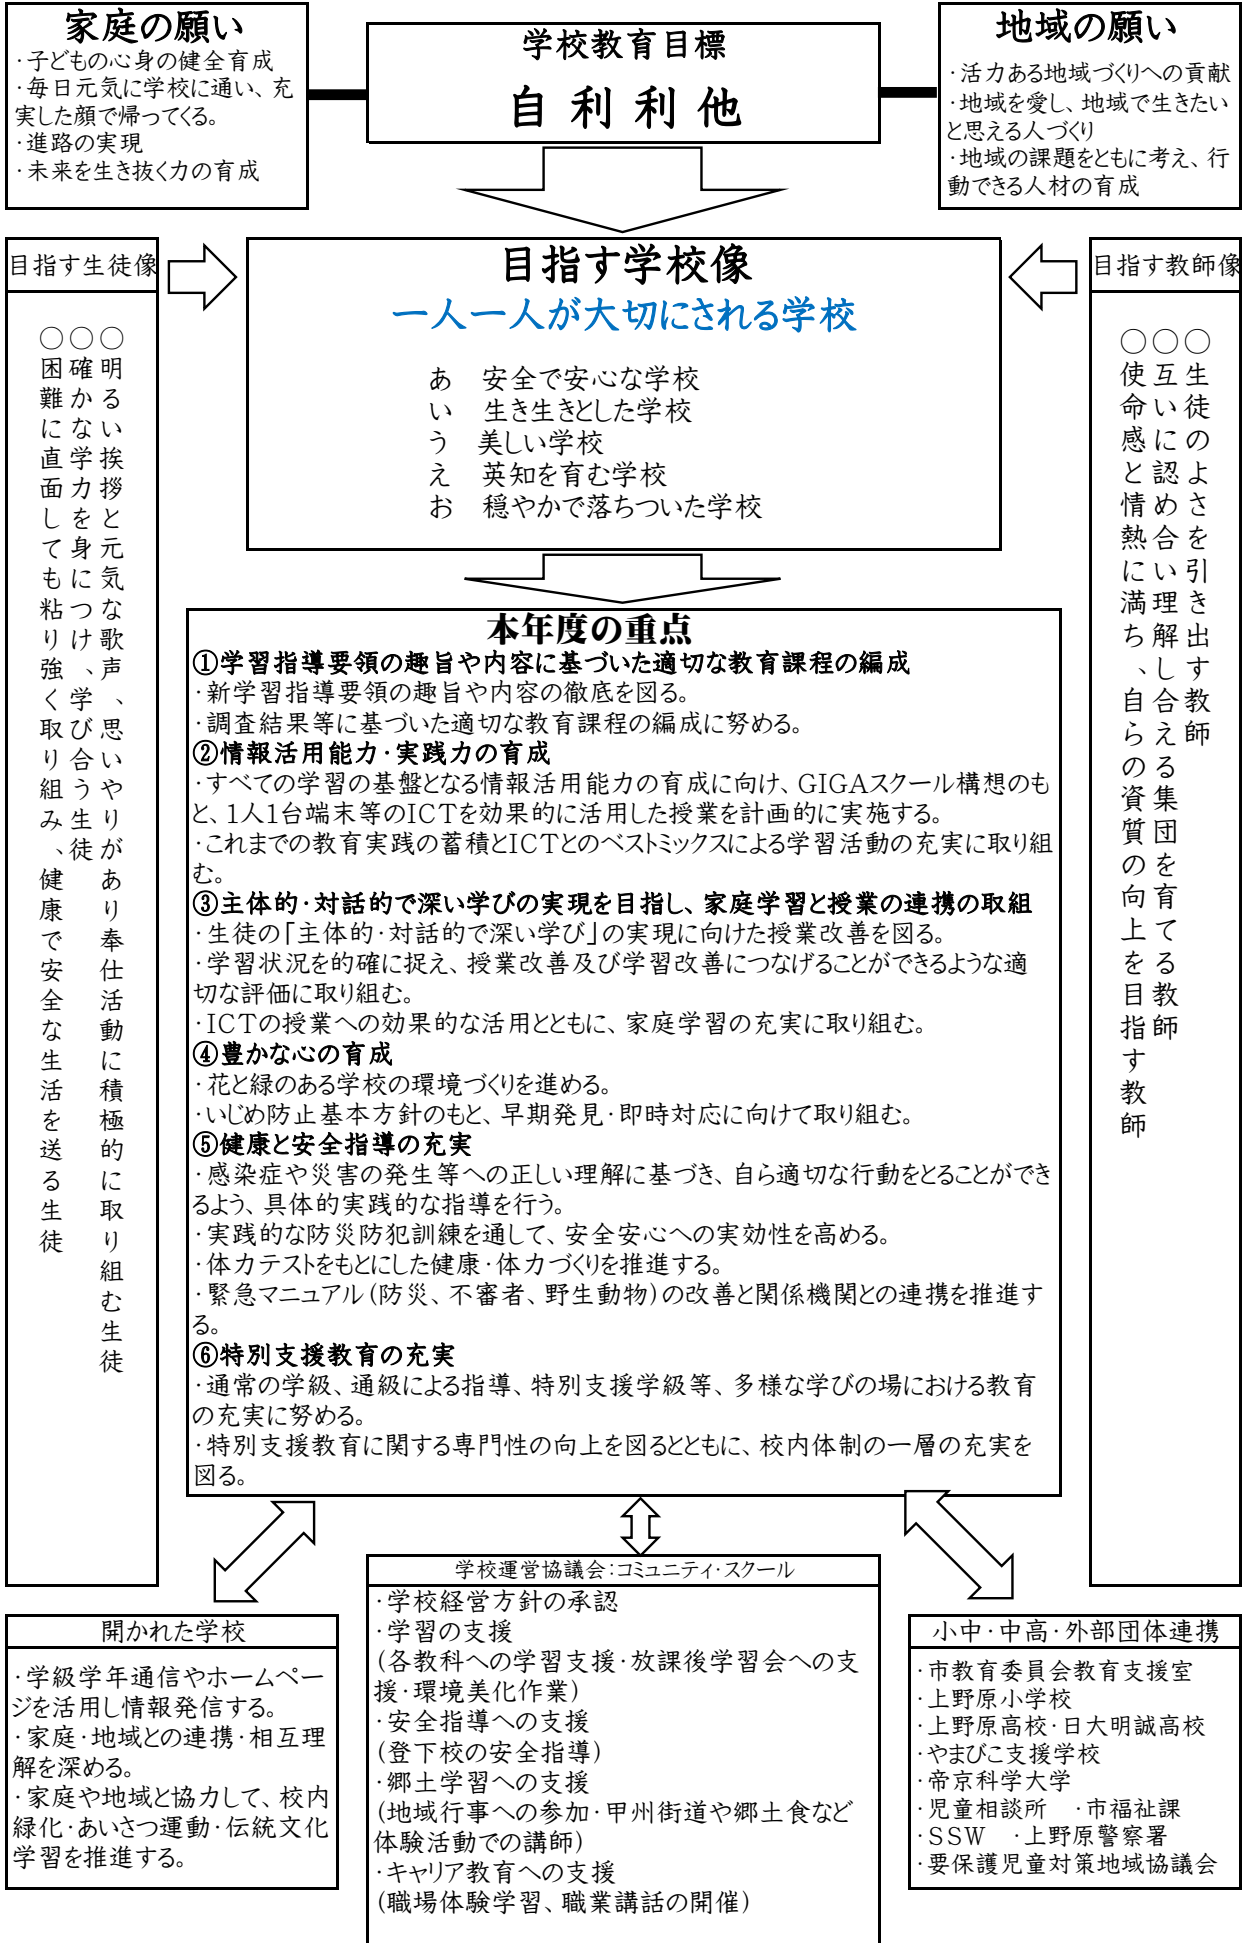 家庭の願い
・子どもの心身の健全育成
・毎日元気に学校に通い、充
実した顔で帰ってくる。
・進路の実現
・未来を生き抜く力の育成
学校教育目標
自利利他
地域の願い
・活力ある地域づくりへの貢献
・地域を愛し、地域で生きたい
と思える人づくり
・地域の課題をともに考え、行
動できる人材の育成
目指す生徒像
○明るい挨拶と元気な歌声、思いやりがあり奉仕活動に積極的に取り組む生徒
○確かな学力を身につけ、学び合う生徒
○困難に直面しても粘り強く取り組み、健康で安全な生活を送る生徒
目指す学校像
一人一人が大切にされる学校
あ　安全で安心な学校
い　生き生きとした学校
う　美しい学校
え　英知を育む学校
お　穏やかで落ちついた学校
目指す教師像
○生徒のよさを引き出す教師
○互いに認め合い理解し合える集団を育てる教師
○使命感と情熱に満ち、自らの資質の向上を目指す教師
本年度の重点
①学習指導要領の趣旨や内容に基づいた適切な教育課程の編成
・新学習指導要領の趣旨や内容の徹底を図る。
・調査結果等に基づいた適切な教育課程の編成に努める。
②情報活用能力・実践力の育成
・すべての学習の基盤となる情報活用能力の育成に向け、GIGAスクール構想のも
と、1人1台端末等のICTを効果的に活用した授業を計画的に実施する。
・これまでの教育実践の蓄積とICTとのベストミックスによる学習活動の充実に取り組
む。
③主体的・対話的で深い学びの実現を目指し、家庭学習と授業の連携の取組
・生徒の「主体的・対話的で深い学び」の実現に向けた授業改善を図る。
・学習状況を的確に捉え、授業改善及び学習改善につなげることができるような適
切な評価に取り組む。
・ICTの授業への効果的な活用とともに、家庭学習の充実に取り組む。
④豊かな心の育成
・花と緑のある学校の環境づくりを進める。
・いじめ防止基本方針のもと、早期発見・即時対応に向けて取り組む。
⑤健康と安全指導の充実
・感染症や災害の発生等への正しい理解に基づき、自ら適切な行動をとることができ
るよう、具体的実践的な指導を行う。
・実践的な防災防犯訓練を通して、安全安心への実効性を高める。
・体力テストをもとにした健康・体力づくりを推進する。
・緊急マニュアル（防災、不審者、野生動物）の改善と関係機関との連携を推進す
る。
⑥特別支援教育の充実
・通常の学級、通級による指導、特別支援学級等、多様な学びの場における教育
の充実に努める。
・特別支援教育に関する専門性の向上を図るとともに、校内体制の一層の充実を
図る。
開かれた学校
・学級学年通信やホームペー
ジを活用し情報発信する。
・家庭・地域との連携・相互理
解を深める。
・家庭や地域と協力して、校内
緑化・あいさつ運動・伝統文化
学習を推進する。
学校運営協議会：コミュニティ・スクール
・学校経営方針の承認
・学習の支援
（各教科への学習支援・放課後学習会への支
援・環境美化作業）
・安全指導への支援
（登下校の安全指導）
・郷土学習への支援
（地域行事への参加・甲州街道や郷土食など
体験活動での講師）
・キャリア教育への支援
（職場体験学習、職業講話の開催）
小中・中高・外部団体連携
・市教育委員会教育支援室
・上野原小学校
・上野原高校・日大明誠高校
・やまびこ支援学校
・帝京科学大学
・児童相談所　・市福祉課
・SSW　・上野原警察署
・要保護児童対策地域協議会